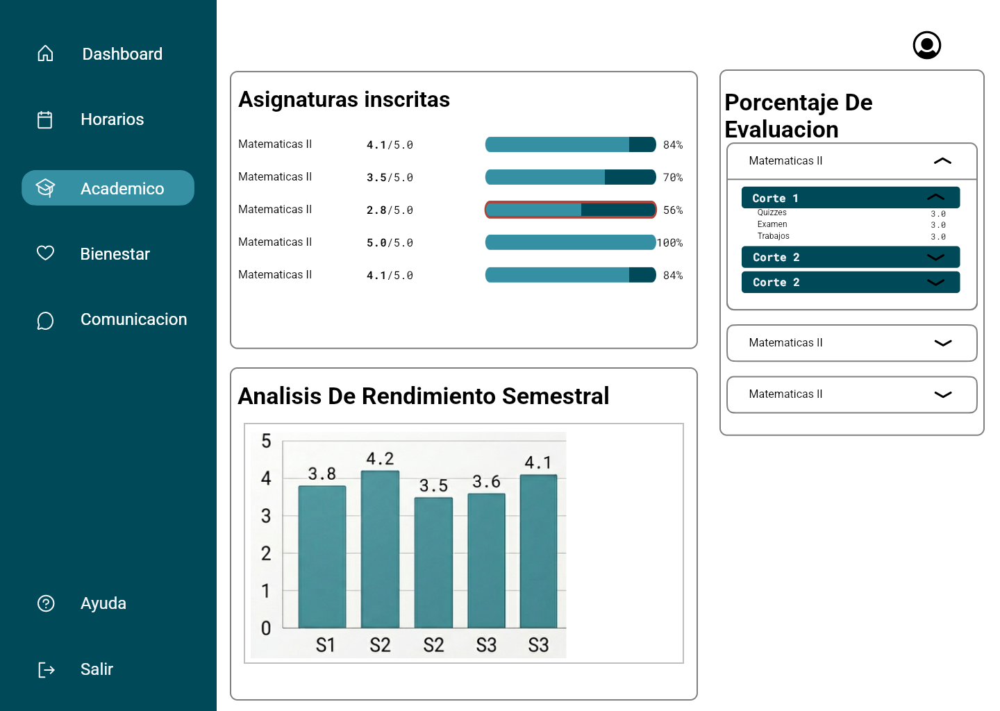 Dashboard
Horarios
Academico
Bienestar
Comunicacion
Ayuda
Salir
Asignaturas inscritas
Matematicas II 4.1/5.0 84%
Matematicas II 3.5/5.0 70%
Matematicas II 2.8/5.0 56%
Matematicas II 5.0/5.0 100%
Matematicas II 4.1/5.0 84%
Analisis De Rendimiento Semestral
5
4
3
2
1
0
3.8 4.2 3.5 3.6 4.1
S1 S2 S2 S3 S3
Porcentaje De
Evaluacion
Matematicas II
Corte 1
Quizzes 3.0
Examen 3.0
Trabajos 3.0
Corte 2
Corte 2
Matematicas II
Matematicas II